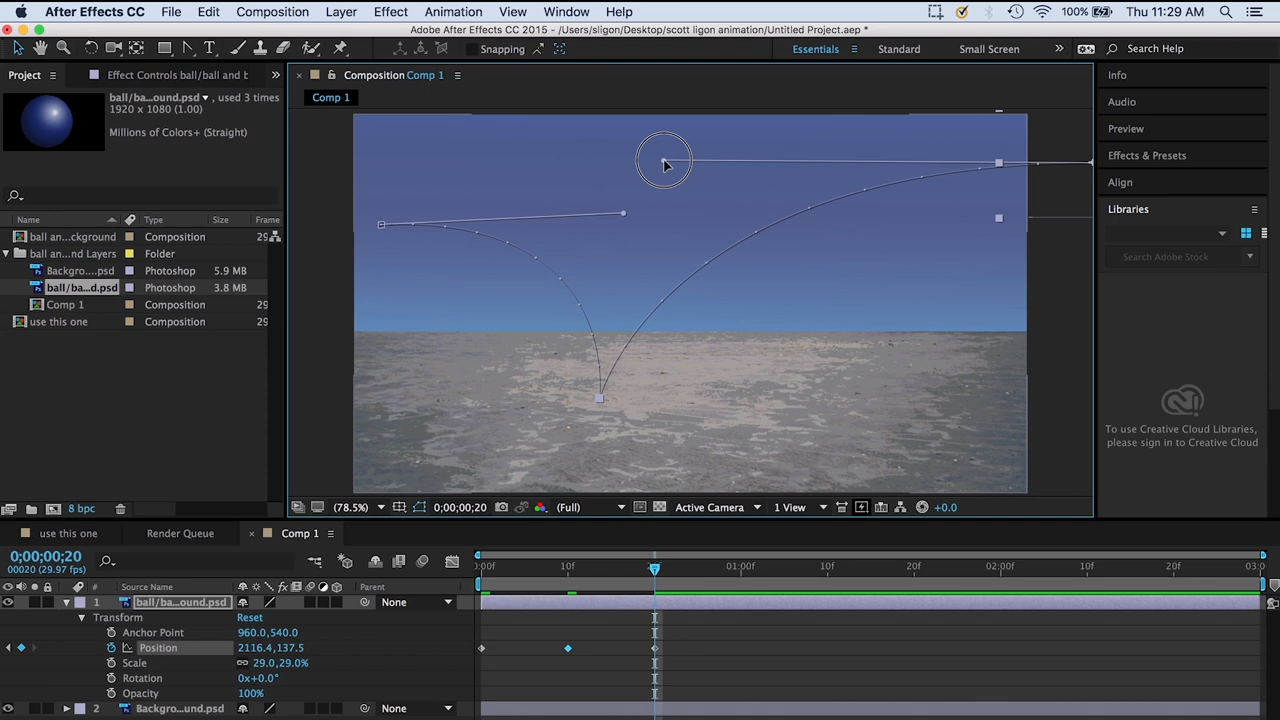 After Effects CC File Edit Composition Layer Effect Animation View Window Help 100% Thu 11:29 AM
Adobe After Effects CC 2015 - /Users/sligon/Desktop/scott ligon animation/Untitled Project.aep *
Snapping Essentials Standard Small Screen » Search Help
Project Effect Controls ball/ball and b » × Composition Comp 1 Info
ball/ba...ound.psd▼, used 3 times
Comp 1
1920 x 1080 (1.00)
Audio
Millions of Colors+ (Straight)
Preview
Effects & Presets
Align
Libraries
Name Type Size Frame
ball an...ckground Composition 29
ball an...nd Layers Folder
Search Adobe Stock
Backgro....psd Photoshop 5.9 MB
ball/ba...d.psd Photoshop 3.8 MB
Comp 1 Composition 29
use this one Composition 29
To use Creative Cloud Libraries,
please sign in to Creative Cloud
8 bpc (78.5%) 0;00;00;20 (Full) Active Camera 1 View +0.0
use this one Render Queue × Comp 1
0;00;00;20
00020 (29.97 fps)
:00f 10f 01:00f 10f 20f 02:00f 10f 20f 03:0
# Source Name Parent
1 ball/ba...ound.psd None
Transform Reset
Anchor Point 960.0,540.0
Position 2116.4,137.5
Scale 29.0,29.0%
Rotation 0x+0.0°
Opacity 100%
2 Backgro...und.psd None